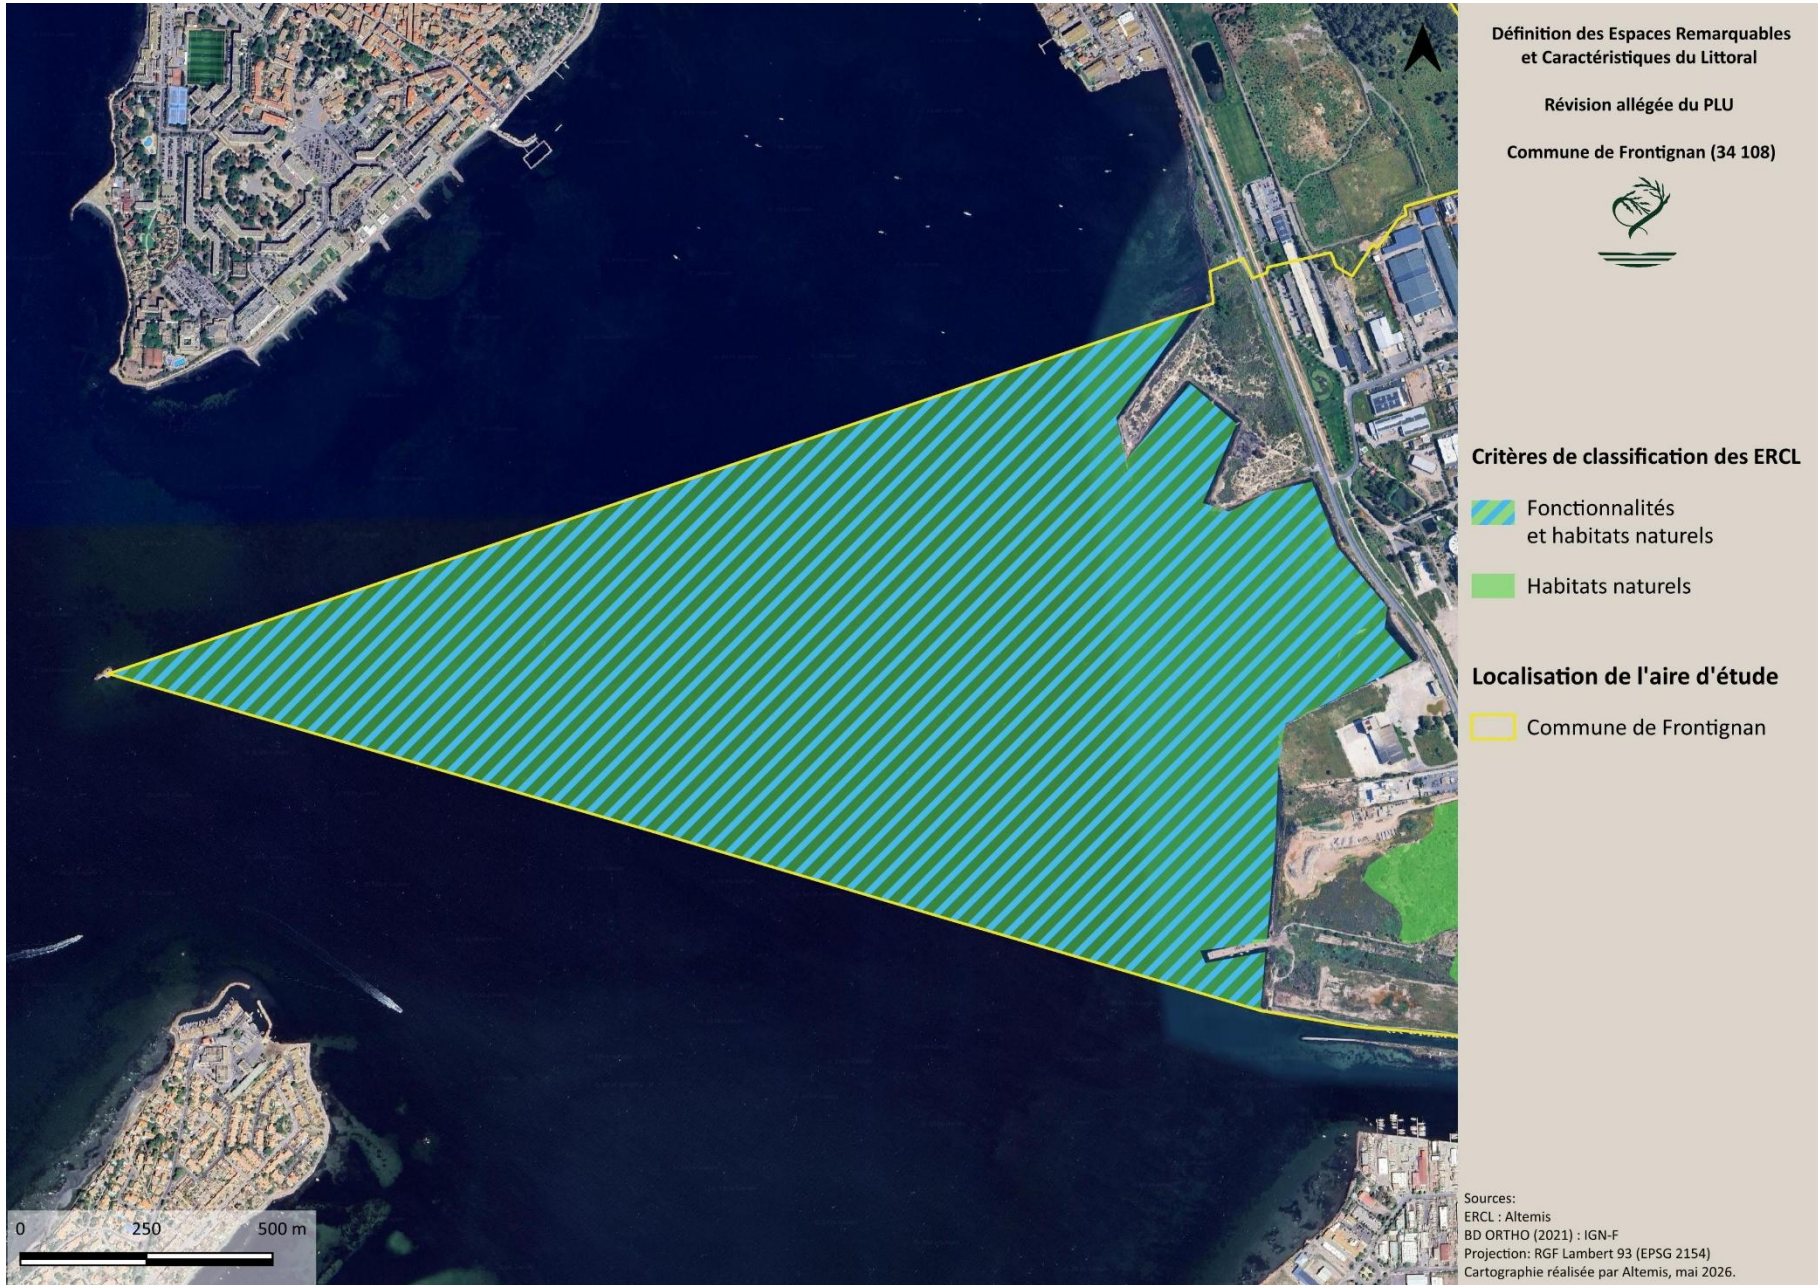 Définition des Espaces Remarquables
et Caractéristiques du Littoral
Révision allégée du PLU
Commune de Frontignan (34 108)
Critères de classification des ERCL
Fonctionnalités
et habitats naturels
Habitats naturels
Localisation de l'aire d'étude
Commune de Frontignan
Sources:
ERCL : Altemis
BD ORTHO (2021) : IGN-F
Projection: RGF Lambert 93 (EPSG 2154)
Cartographie réalisée par Altemis, mai 2026.
0 250 500 m